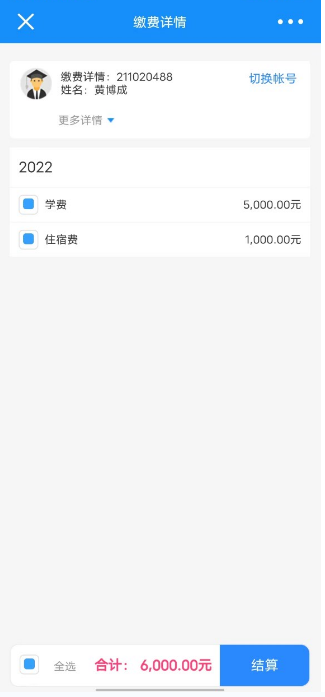 缴费详情
缴费详情：211020488
切换帐号
姓名：黄博成
更多详情
2022
学费 5,000.00元
住宿费 1,000.00元
全选 合计： 6,000.00元 结算